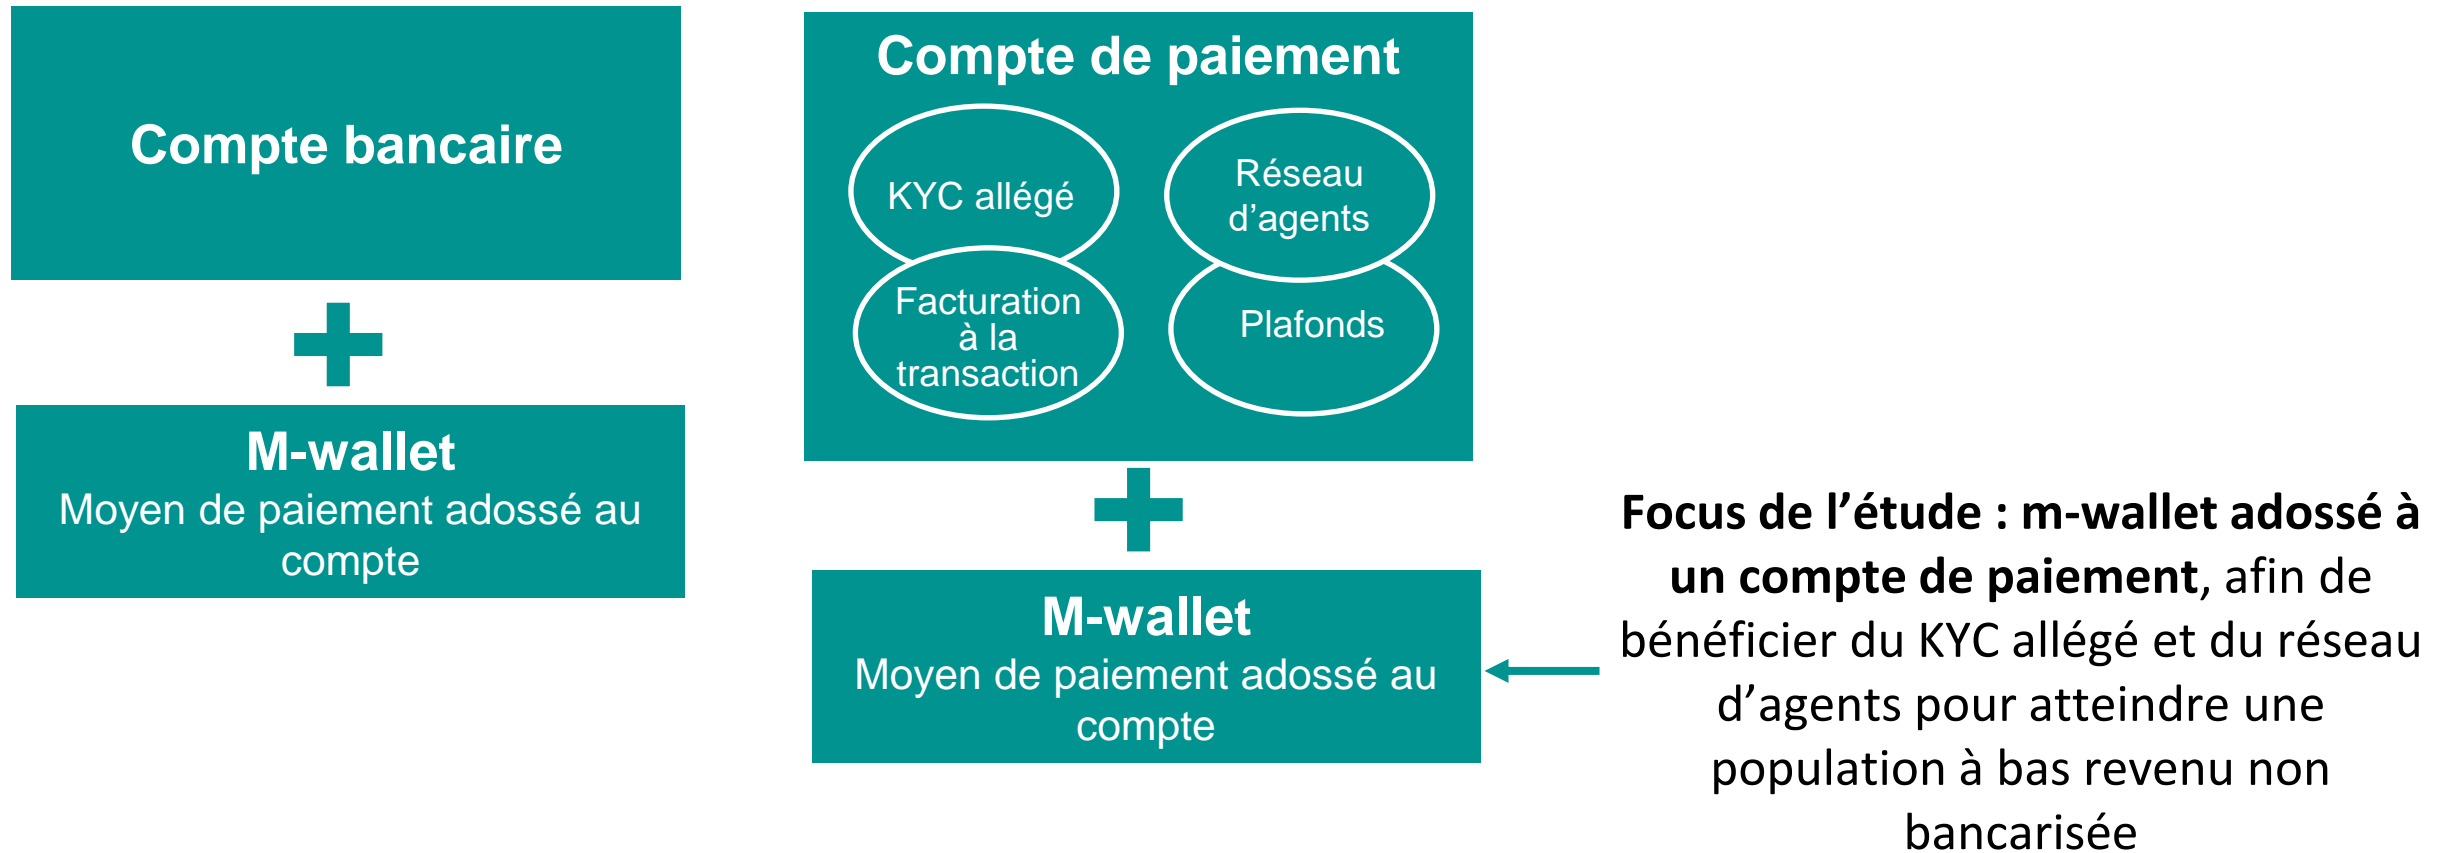 Compte bancaire
M-wallet
Moyen de paiement adossé au
compte
Compte de paiement
KYC allégé
Réseau
d’agents
Facturation
à la
transaction
Plafonds
M-wallet
Moyen de paiement adossé au
compte
Focus de l’étude : m-wallet adossé à
un compte de paiement, afin de
bénéficier du KYC allégé et du réseau
d’agents pour atteindre une
population à bas revenu non
bancarisée